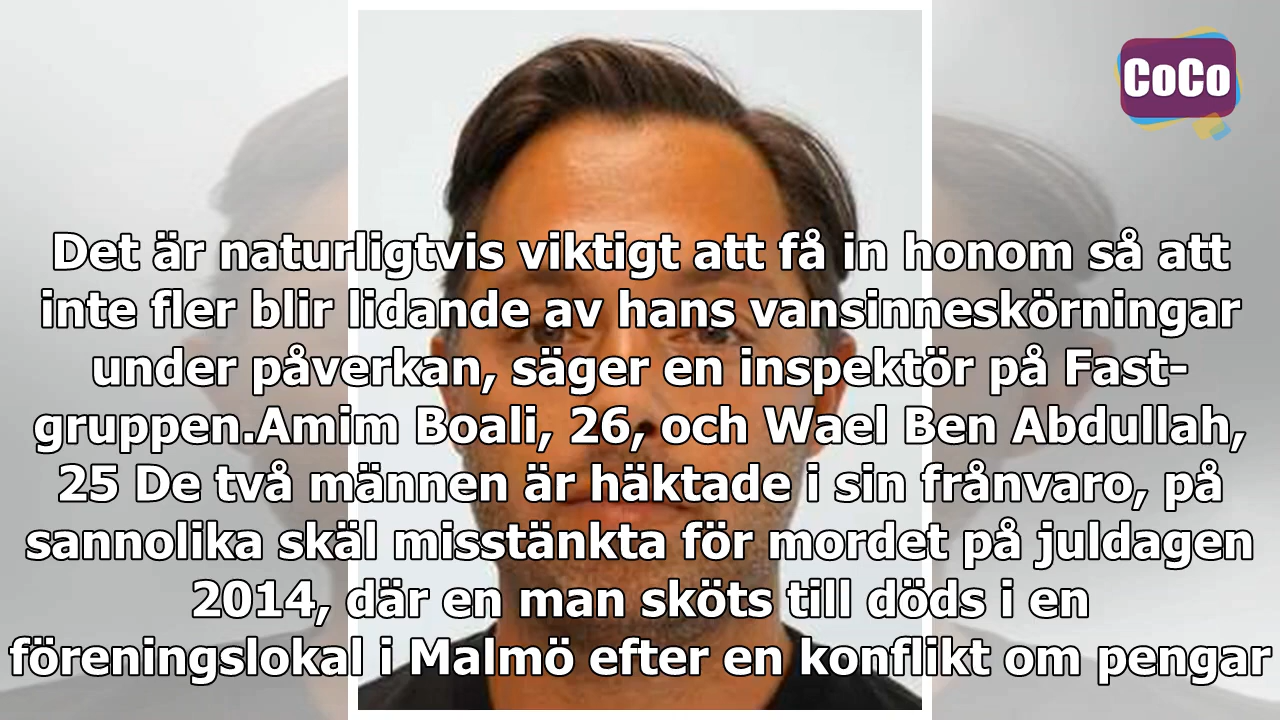 CoCo
Det är naturligtvis viktigt att få in honom så att
inte fler blir lidande av hans vansinneskörningar
under påverkan, säger en inspektör på Fast-
gruppen.Amim Boali, 26, och Wael Ben Abdullah,
25 De två männen är häktade i sin frånvaro, på
sannolika skäl misstänkta för mordet på juldagen
2014, där en man sköts till döds i en
föreningslokal i Malmö efter en konflikt om pengar